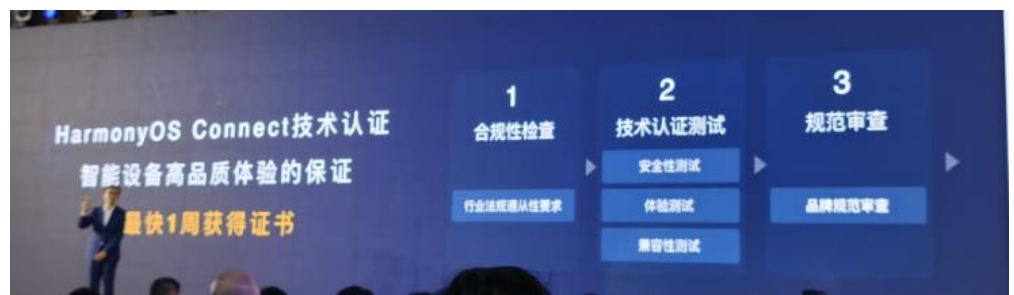 HarmonyOS Connect技术认证
智能设备高品质体验的保证
最快1周获得证书
1
合规性检查
行业法规遵从性要求
2
技术认证测试
安全性测试
体验测试
兼容性测试
3
规范审查
品牌规范审查